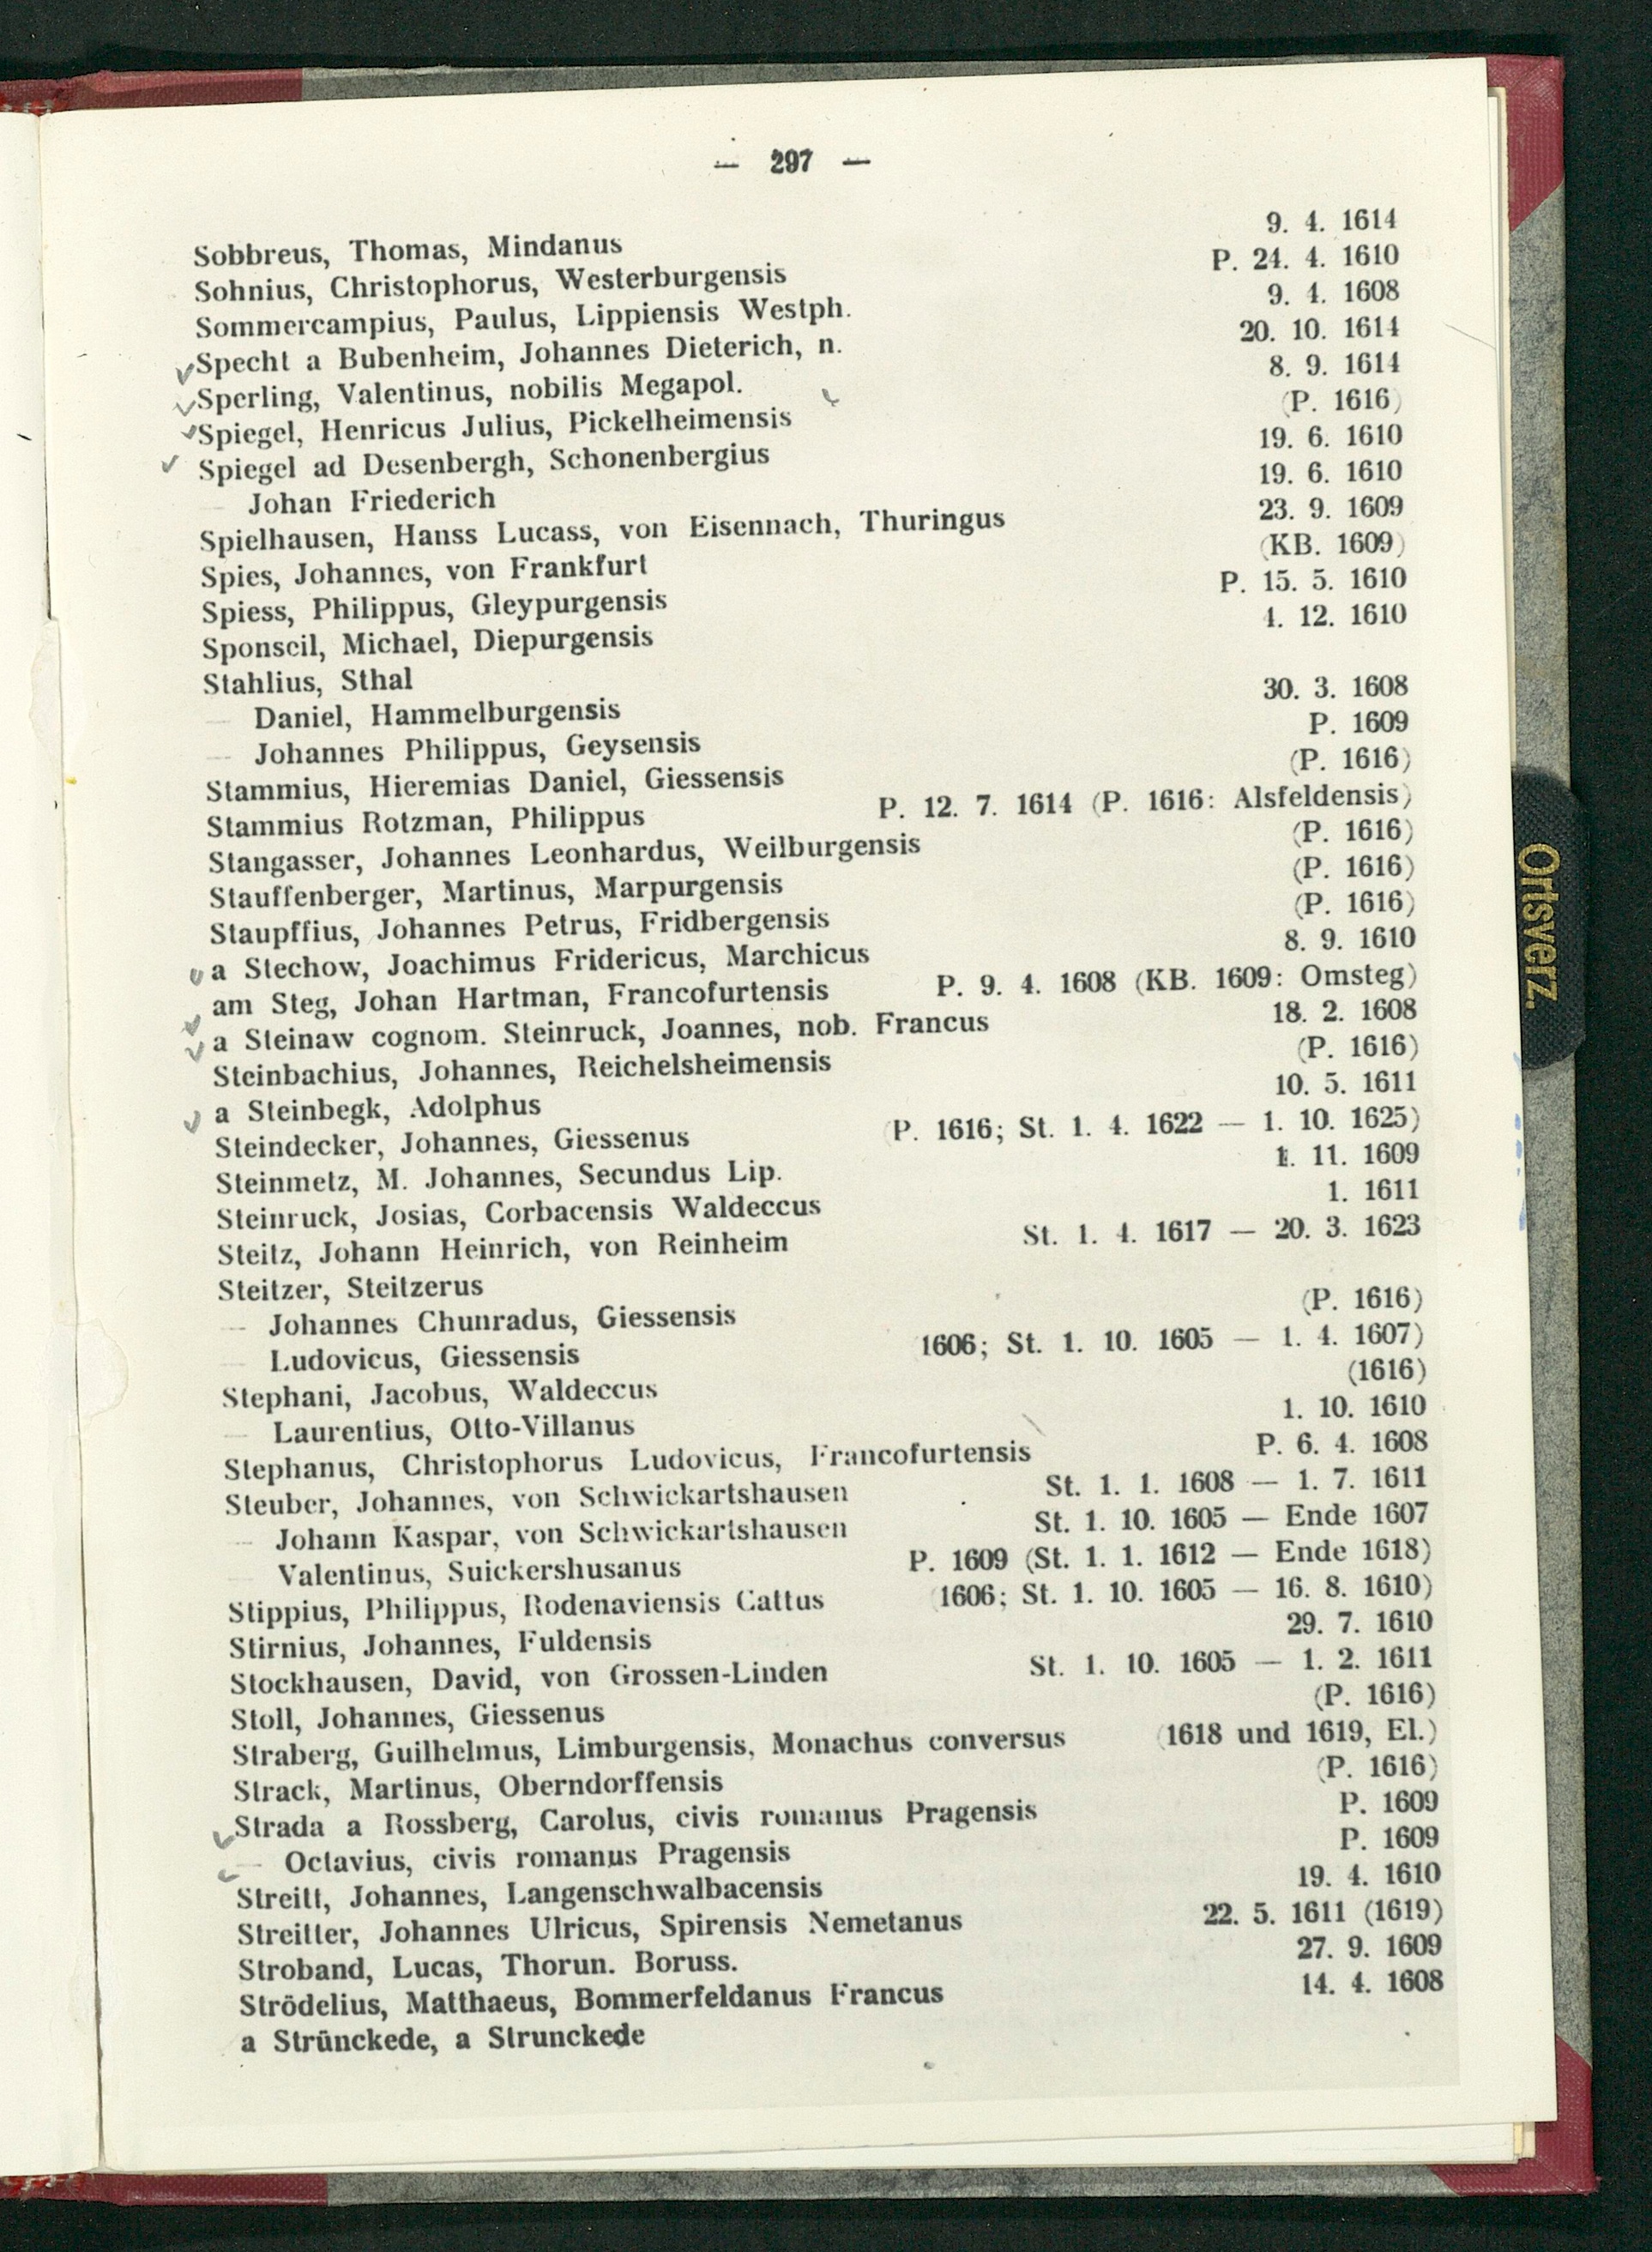 — 297 —
Sobbreus, Thomas, Mindanus 9. 4. 1614
Sohnius, Christophorus, Westerburgensis P. 24. 4. 1610
Sommercampius, Paulus, Lippiensis Westph. 9. 4. 1608
Specht a Bubenheim, Johannes Dieterich, n. 20. 10. 1614
Sperling, Valentinus, nobilis Megapol. 8. 9. 1614
Spiegel, Henricus Julius, Pickelheimensis (P. 1616)
Spiegel ad Desenbergh, Schonenbergius 19. 6. 1610
— Johan Friederich 19. 6. 1610
Spielhausen, Hanss Lucass, von Eisennach, Thuringus 23. 9. 1609
Spies, Johannes, von Frankfurt (KB. 1609)
Spiess, Philippus, Gleypurgensis P. 15. 5. 1610
Sponseil, Michael, Diepurgensis 4. 12. 1610
Stahlius, Sthal
— Daniel, Hammelburgensis 30. 3. 1608
— Johannes Philippus, Geysensis P. 1609
Stammius, Hieremias Daniel, Giessensis (P. 1616)
Stammius Rotzman, Philippus P. 12. 7. 1614 (P. 1616: Alsfeldensis)
Stangasser, Johannes Leonhardus, Weilburgensis (P. 1616)
Stauffenberger, Martinus, Marpurgensis (P. 1616)
Staupffius, Johannes Petrus, Fridbergensis (P. 1616)
a Stechow, Joachimus Fridericus, Marchicus 8. 9. 1610
am Steg, Johan Hartman, Francofurtensis P. 9. 4. 1608 (KB. 1609: Omsteg)
a Steinaw cognom. Steinruck, Joannes, nob. Francus 18. 2. 1608
Steinbachius, Johannes, Reichelsheimensis (P. 1616)
a Steinbegk, Adolphus 10. 5. 1611
Steindecker, Johannes, Giessenus (P. 1616; St. 1. 4. 1622 — 1. 10. 1625)
Steinmetz, M. Johannes, Secundus Lip. 1. 11. 1609
Steinruck, Josias, Corbacensis Waldeccus 1. 1611
Steitz, Johann Heinrich, von Reinheim St. 1. 4. 1617 — 20. 3. 1623
Steitzer, Steitzerus
— Johannes Chunradus, Giessensis (P. 1616)
— Ludovicus, Giessensis (1606; St. 1. 10. 1605 — 1. 4. 1607)
Stephani, Jacobus, Waldeccus (1616)
— Laurentius, Otto-Villanus 1. 10. 1610
Stephanus, Christophorus Ludovicus, Francofurtensis P. 6. 4. 1608
Steuber, Johannes, von Schwickartshausen St. 1. 1. 1608 — 1. 7. 1611
— Johann Kaspar, von Schwickartshausen St. 1. 10. 1605 — Ende 1607
— Valentinus, Suickershusanus P. 1609 (St. 1. 1. 1612 — Ende 1618)
Stippius, Philippus, Rodenaviensis Cattus (1606; St. 1. 10. 1605 — 16. 8. 1610)
Stirnius, Johannes, Fuldensis 29. 7. 1610
Stockhausen, David, von Grossen-Linden St. 1. 10. 1605 — 1. 2. 1611
Stoll, Johannes, Giessenus (P. 1616)
Straberg, Guilhelmus, Limburgensis, Monachus conversus (1618 und 1619, El.)
Strack, Martinus, Oberndorffensis (P. 1616)
Strada a Rossberg, Carolus, civis romanus Pragensis P. 1609
— Octavius, civis romanus Pragensis P. 1609
Streitt, Johannes, Langenschwalbacensis 19. 4. 1610
Streitter, Johannes Ulricus, Spirensis Nemetanus 22. 5. 1611 (1619)
Stroband, Lucas, Thorun. Boruss. 27. 9. 1609
Strödelius, Matthaeus, Bommerfeldanus Francus 14. 4. 1608
a Strünckede, a Strunckede
Ortsverz.